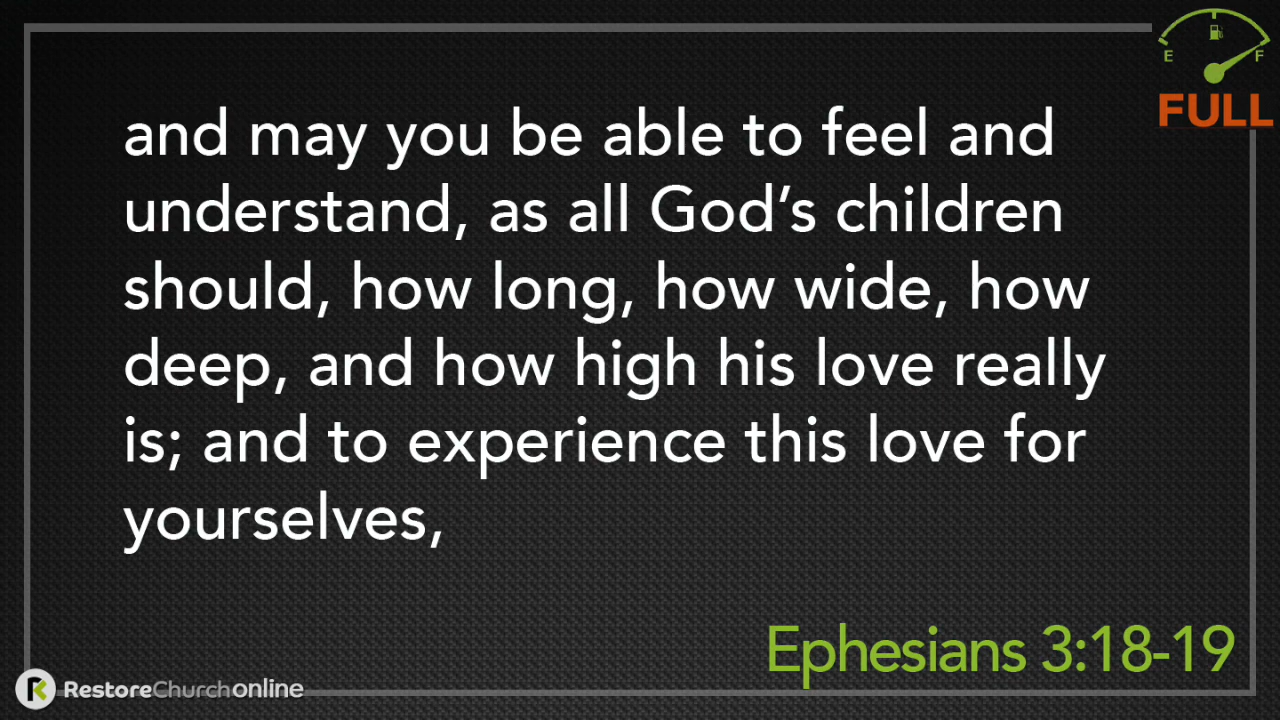 E F
FULL
and may you be able to feel and
understand, as all God’s children
should, how long, how wide, how
deep, and how high his love really
is; and to experience this love for
yourselves,
Ephesians 3:18-19
RestoreChurchonline